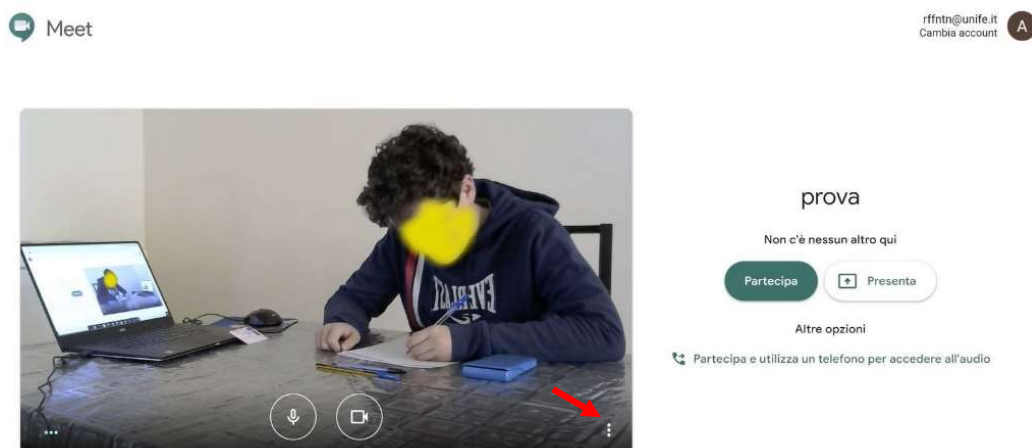 Meet
rffntn@unife.it
Cambia account
A
prova
Non c'è nessun altro qui
Partecipa
Presenta
Altre opzioni
Partecipa e utilizza un telefono per accedere all'audio
EVERLAST